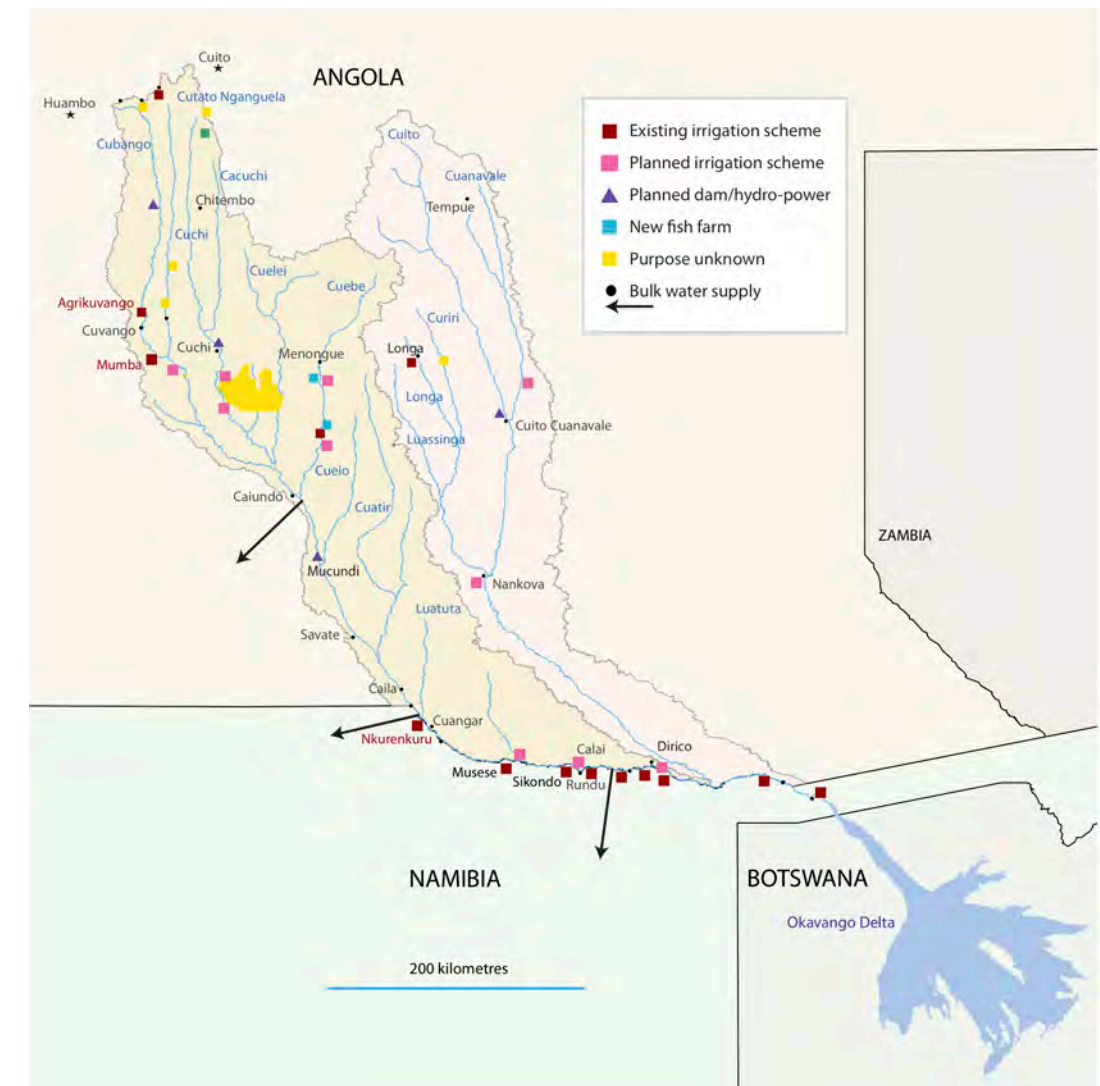 Cuito
ANGOLA
Huambo
Cutato Nganguela
Cubango
Cuito
Cacuchi
Cuanavale
Chitembo
Tempue
Cuchi
Cuelei
Cuebe
Agrikuvango
Cuvango
Curiri
Cuchi
Menongue
Longa
Mumba
Longa
Cuito Cuanavale
Luassinga
Cueio
Caiundo
Cuatir
Mucundi
Nankova
Luatuta
Savate
Caila
Cuangar
Nkurenkuru
Calai
Dirico
Musese
Sikondo
Rundu
Existing irrigation scheme
Planned irrigation scheme
Planned dam/hydro-power
New fish farm
Purpose unknown
Bulk water supply
ZAMBIA
NAMIBIA
BOTSWANA
Okavango Delta
200 kilometres